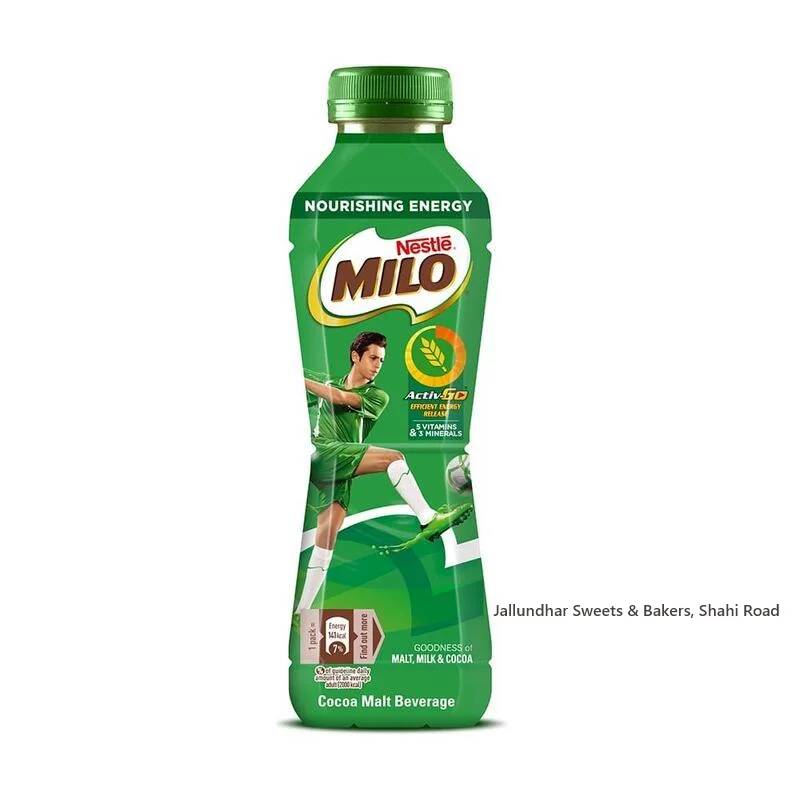 NOURISHING ENERGY
Nestlé
MILO
Activ-GO
EFFICIENT ENERGY
RELEASE
5 VITAMINS
& 3 MINERALS
Jallundhar Sweets & Bakers, Shahi Road
1 pack =
Energy
141kcal
7%
Find out more
GOODNESS of
MALT, MILK & COCOA
% of guideline daily
amount of an average
adult (2000 kcal)
Cocoa Malt Beverage